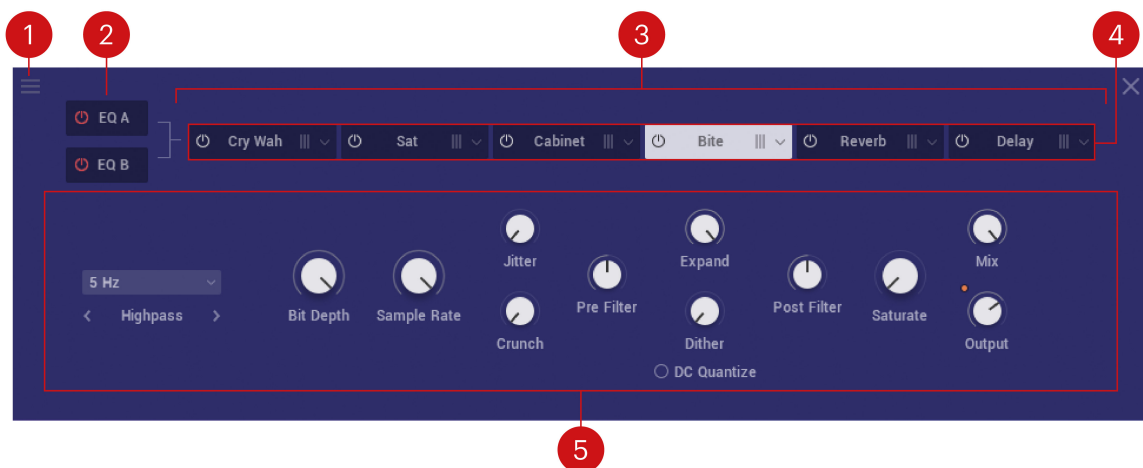 1 2 3 4
EQ A
EQ B
Cry Wah Sat Cabinet Bite Reverb Delay
5 Hz
Highpass
Bit Depth
Sample Rate
Jitter
Crunch
Pre Filter
Expand
Dither
DC Quantize
Post Filter
Saturate
Mix
Output
5